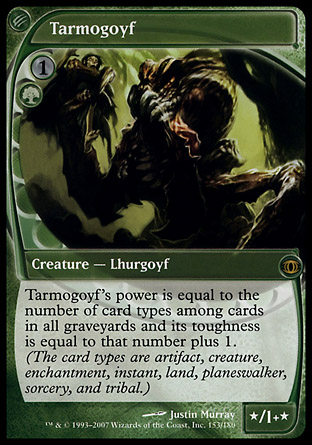 Tarmogoyf
1
Creature — Lhurgoyf
Tarmogoyf's power is equal to the
number of card types among cards
in all graveyards and its toughness
is equal to that number plus 1.
(The card types are artifact, creature,
enchantment, instant, land, planeswalker,
sorcery, and tribal.)
Justin Murray
™ & © 1993–2007 Wizards of the Coast, Inc. 153/180
★/1+★